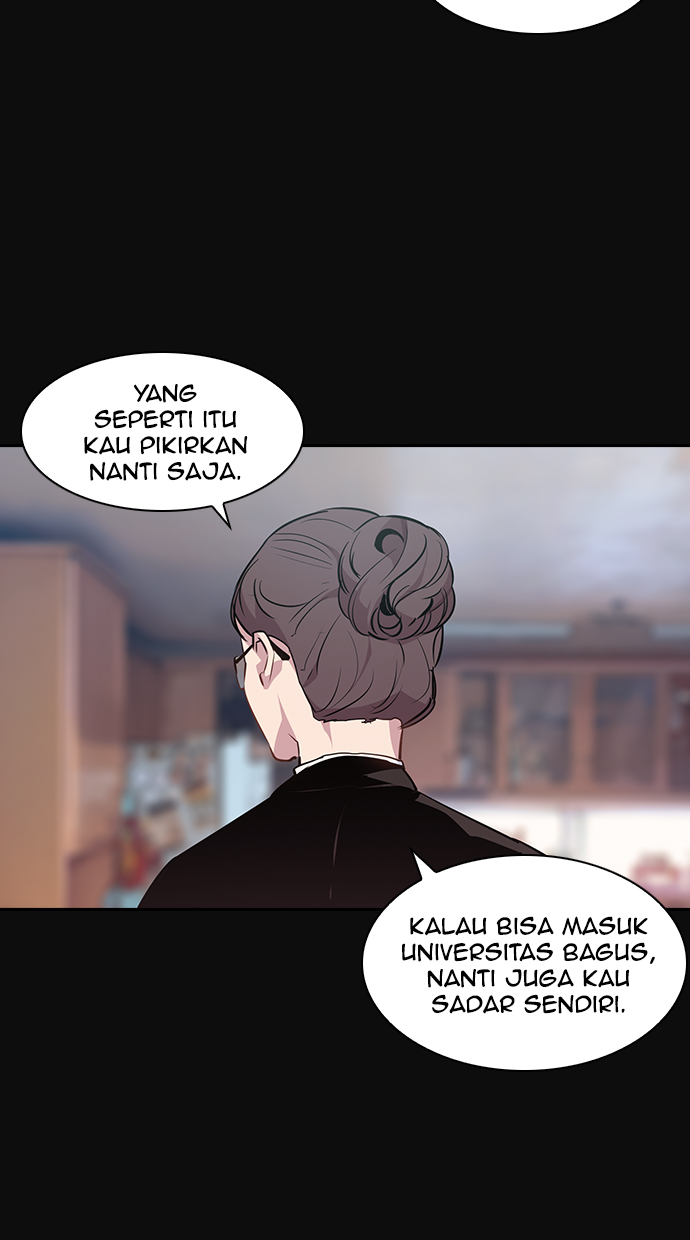 YANG
SEPERTI ITU
KAU PIKIRKAN
NANTI SAJA.
KALAU BISA MASUK
UNIVERSITAS BAGUS,
NANTI JUGA KAU
SADAR SENDIRI.